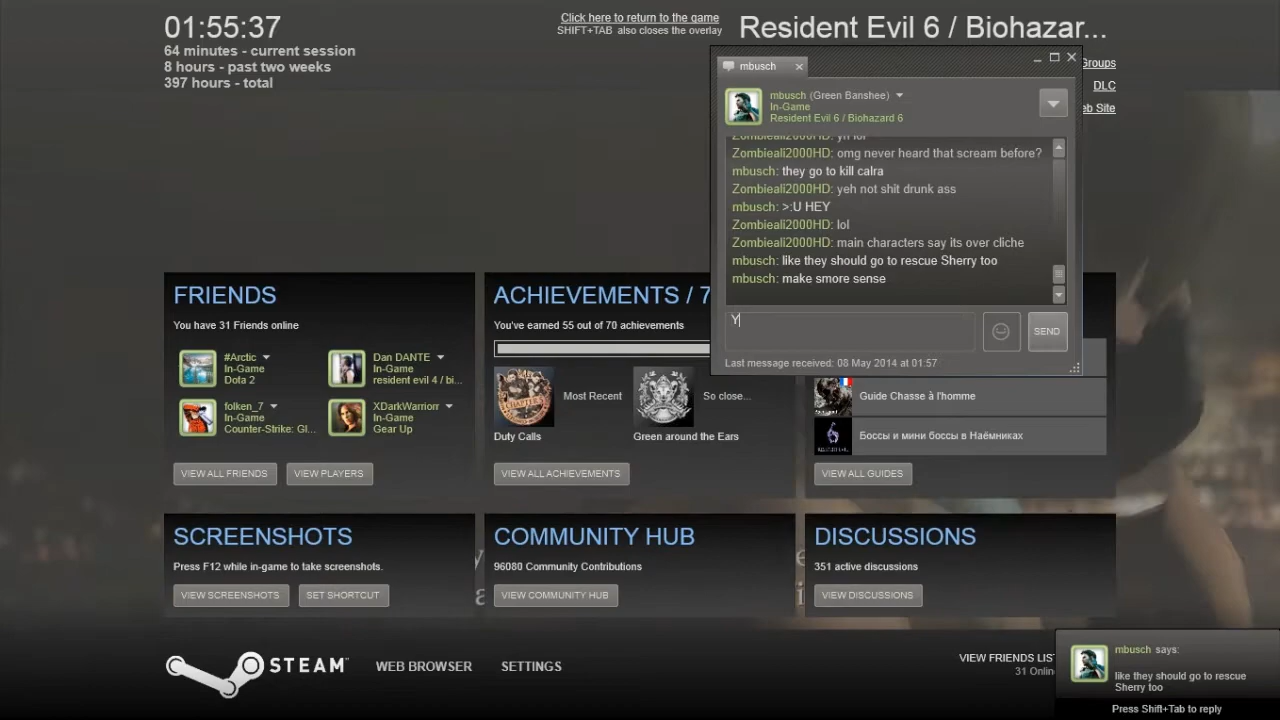 01:55:37
64 minutes - current session
8 hours - past two weeks
397 hours - total
Click here to return to the game
SHIFT+TAB also closes the overlay
Resident Evil 6 / Biohazar...
Groups
DLC
eb Site
mbusch
mbusch (Green Banshee)
In-Game
Resident Evil 6 / Biohazard 6
Zombieali2000HD: yh lol
Zombieali2000HD: omg never heard that scream before?
mbusch: they go to kill calra
Zombieali2000HD: yeh not shit drunk ass
mbusch: >:U HEY
Zombieali2000HD: lol
Zombieali2000HD: main characters say its over cliche
mbusch: like they should go to rescue Sherry too
mbusch: make smore sense
Y
SEND
Last message received: 08 May 2014 at 01:57
FRIENDS
You have 31 Friends online
#Arctic
In-Game
Dota 2
Dan DANTE
In-Game
resident evil 4 / bi...
folken_7
In-Game
Counter-Strike: Gl...
XDarkWarriorr
In-Game
Gear Up
VIEW ALL FRIENDS
VIEW PLAYERS
ACHIEVEMENTS / 7
You've earned 55 out of 70 achievements
Most Recent
Duty Calls
So close...
Green around the Ears
VIEW ALL ACHIEVEMENTS
Guide Chasse à l'homme
Боссы и мини боссы в Наёмниках
VIEW ALL GUIDES
SCREENSHOTS
Press F12 while in-game to take screenshots.
VIEW SCREENSHOTS
SET SHORTCUT
COMMUNITY HUB
96080 Community Contributions
VIEW COMMUNITY HUB
DISCUSSIONS
351 active discussions
VIEW DISCUSSIONS
STEAM
WEB BROWSER
SETTINGS
VIEW FRIENDS LIST
31 Online
mbusch says:
like they should go to rescue
Sherry too
Press Shift+Tab to reply